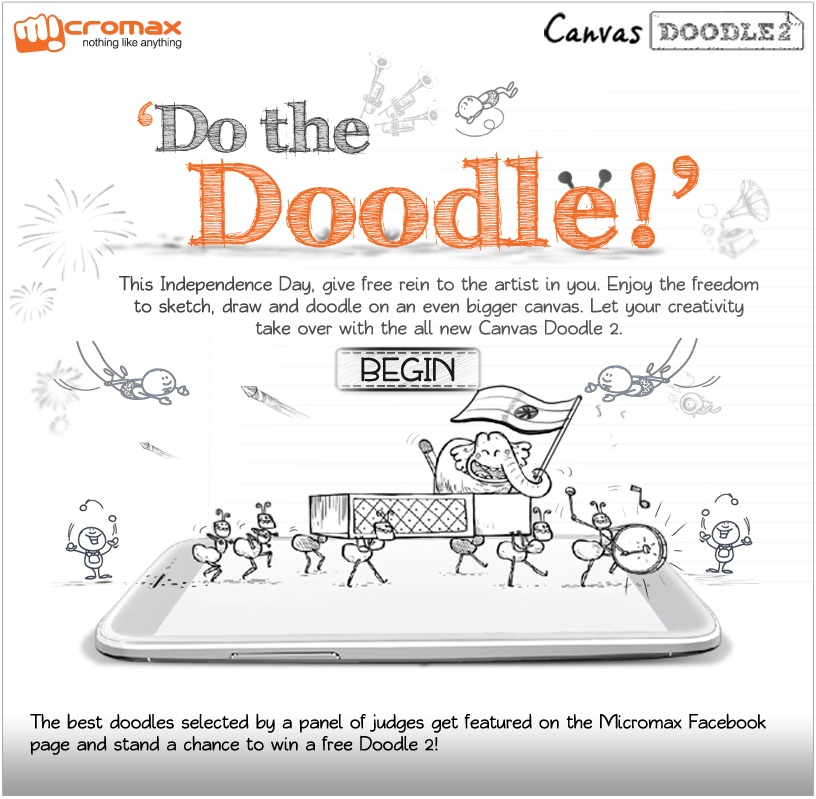 micromax
nothing like anything
Canvas DOODLE 2
‘Do the
Doodle!’
This Independence Day, give free rein to the artist in you. Enjoy the freedom
to sketch, draw and doodle on an even bigger canvas. Let your creativity
take over with the all new Canvas Doodle 2.
BEGIN
The best doodles selected by a panel of judges get featured on the Micromax Facebook
page and stand a chance to win a free Doodle 2!